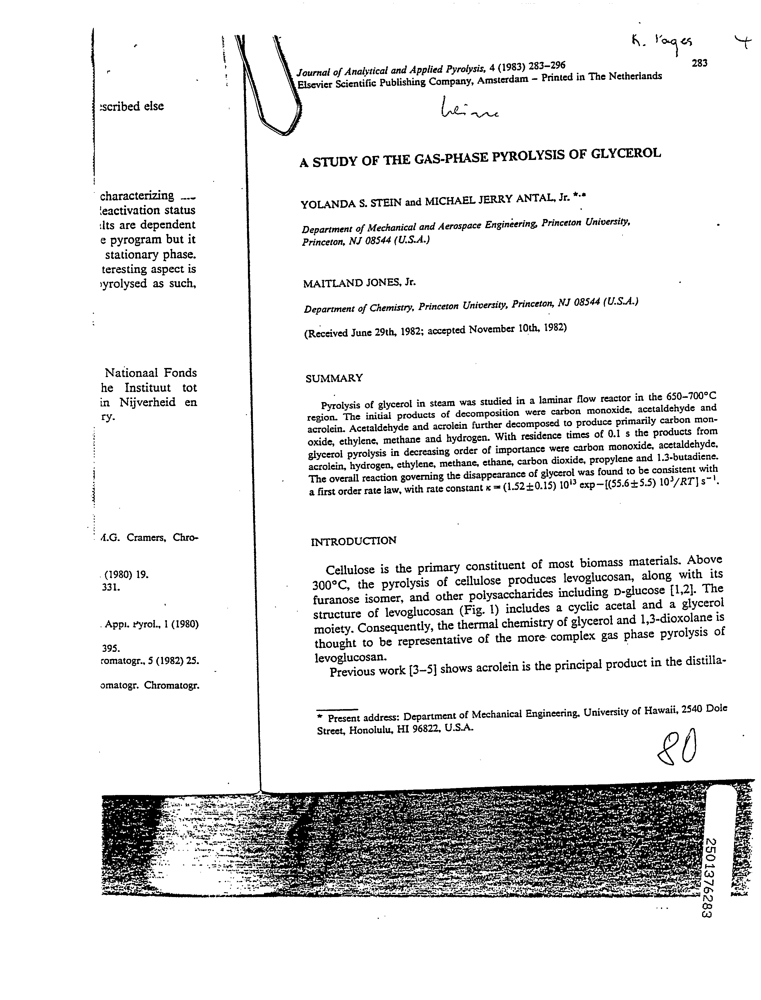 K. Pages
Journal of Analytical and Applied Pyrolysis, 4 (1983) 283–296
283
Elsevier Scientific Publishing Company, Amsterdam – Printed in The Netherlands
A STUDY OF THE GAS-PHASE PYROLYSIS OF GLYCEROL
YOLANDA S. STEIN and MICHAEL JERRY ANTAL, Jr. *,*
Department of Mechanical and Aerospace Engineering, Princeton University,
Princeton, NJ 08544 (U.S.A.)
MAITLAND JONES, Jr.
Department of Chemistry, Princeton University, Princeton, NJ 08544 (U.S.A.)
(Received June 29th, 1982; accepted November 10th, 1982)
SUMMARY
Pyrolysis of glycerol in steam was studied in a laminar flow reactor in the 650–700°C
region. The initial products of decomposition were carbon monoxide, acetaldehyde and
acrolein. Acetaldehyde and acrolein further decomposed to produce primarily carbon mon-
oxide, ethylene, methane and hydrogen. With residence times of 0.1 s the products from
glycerol pyrolysis in decreasing order of importance were carbon monoxide, acetaldehyde,
acrolein, hydrogen, ethylene, methane, ethane, carbon dioxide, propylene and 1.3-butadiene.
The overall reaction governing the disappearance of glycerol was found to be consistent with
a first order rate law, with rate constant κ = (1.52±0.15) 10¹³ exp−[(55.6±5.5) 10³/RT] s⁻¹.
INTRODUCTION
Cellulose is the primary constituent of most biomass materials. Above
300°C, the pyrolysis of cellulose produces levoglucosan, along with its
furanose isomer, and other polysaccharides including D-glucose [1,2]. The
structure of levoglucosan (Fig. 1) includes a cyclic acetal and a glycerol
moiety. Consequently, the thermal chemistry of glycerol and 1,3-dioxolane is
thought to be representative of the more complex gas phase pyrolysis of
levoglucosan.
Previous work [3–5] shows acrolein is the principal product in the distilla-
* Present address: Department of Mechanical Engineering, University of Hawaii, 2540 Dole
Street, Honolulu, HI 96822, U.S.A.
80
scribed else
characterizing
eactivation status
lts are dependent
e pyrogram but it
stationary phase.
teresting aspect is
yrolysed as such,
Nationaal Fonds
he Instituut tot
in Nijverheid en
ry.
M.G. Cramers, Chro-
(1980) 19.
331.
Appl. Pyrol., 1 (1980)
395.
romatogr., 5 (1982) 25.
omatogr. Chromatogr.
2501376283